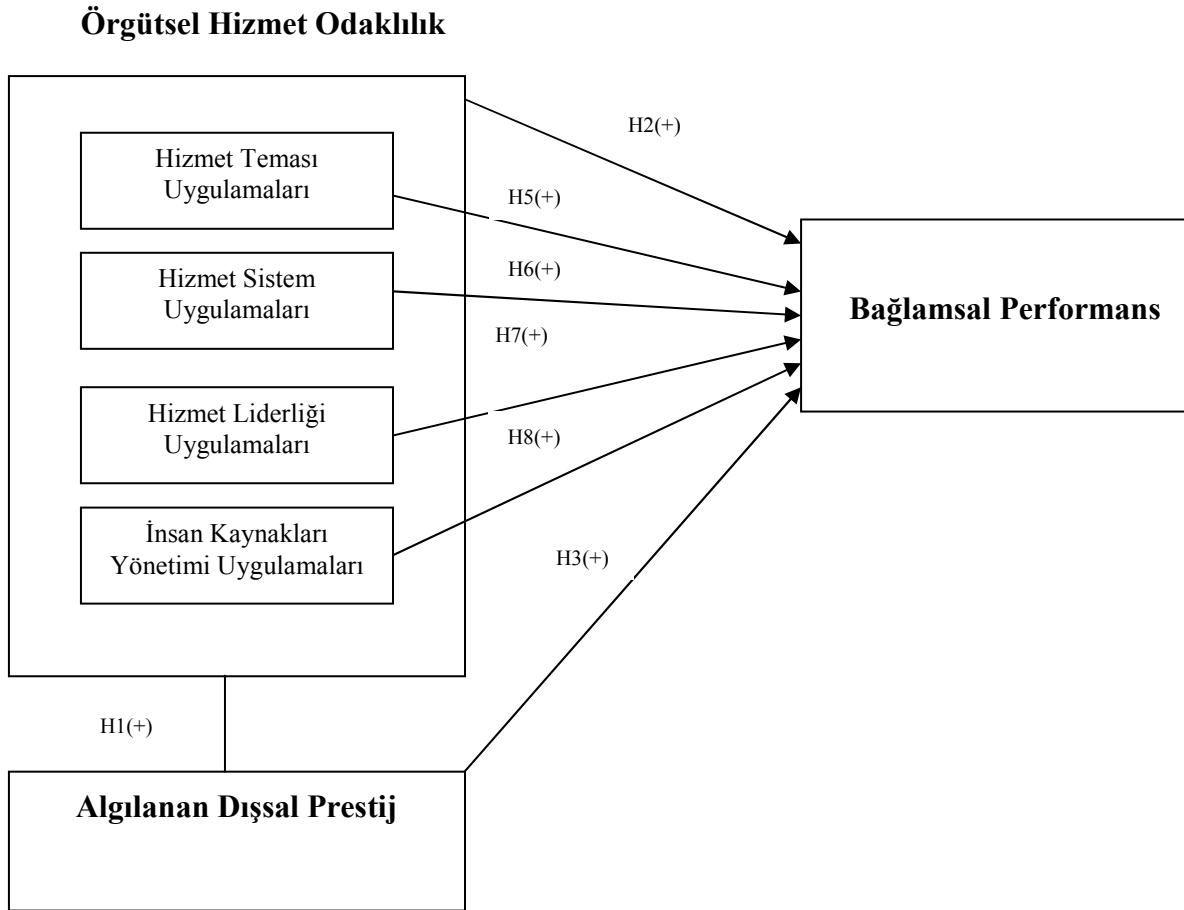 Örgütsel Hizmet Odaklılık
H2(+)
Hizmet Teması
Uygulamaları
H5(+)
Hizmet Sistem
Uygulamaları
H6(+)
Bağlamsal Performans
H7(+)
Hizmet Liderliği
Uygulamaları
H8(+)
İnsan Kaynakları
Yönetimi Uygulamaları
H3(+)
H1(+)
Algılanan Dışsal Prestij